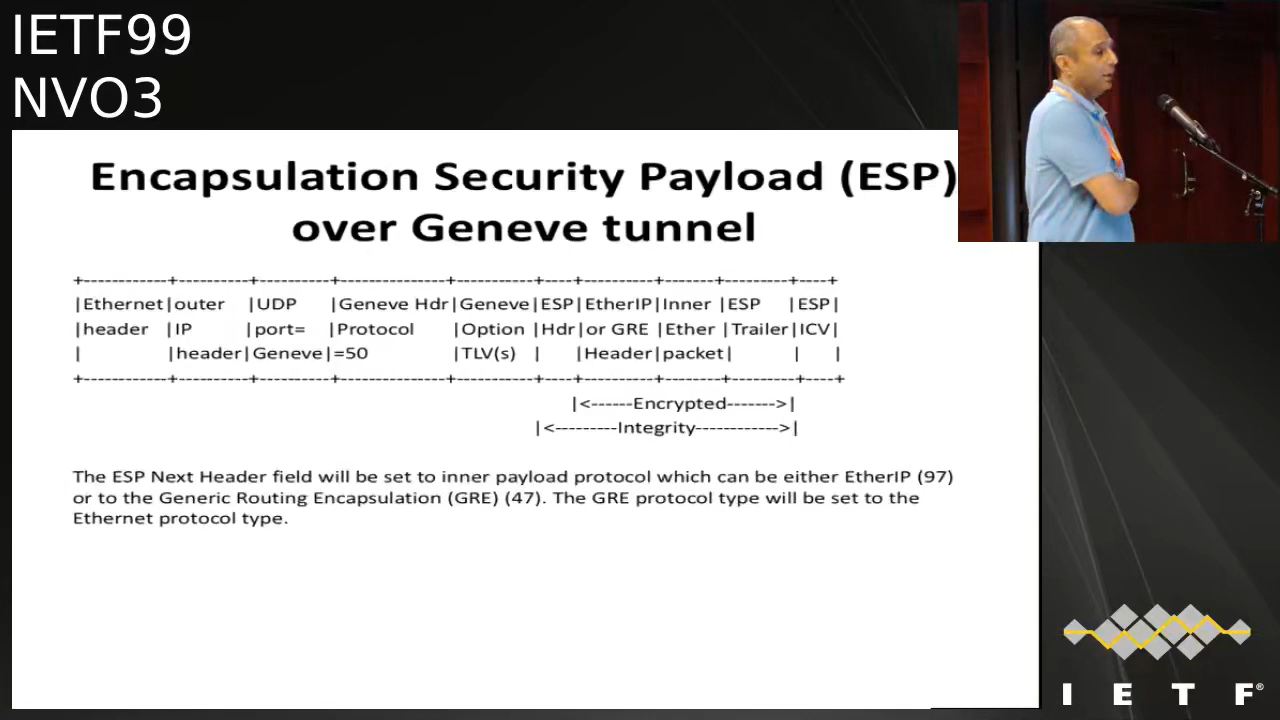 IETF99
NVO3
Encapsulation Security Payload (ESP)
over Geneve tunnel
+------------+----------+----------+---------------+-----------+----+---------+-------+---------+----+
|Ethernet|outer |UDP |Geneve Hdr|Geneve|ESP|EtherIP|Inner |ESP |ESP|
|header |IP |port= |Protocol |Option |Hdr|or GRE |Ether |Trailer|ICV|
| |header|Geneve|=50 |TLV(s) | |Header|packet| | |
+------------+----------+----------+---------------+-----------+----+---------+--------+---------+----+
|<------Encrypted------->|
|<---------Integrity------------>|
The ESP Next Header field will be set to inner payload protocol which can be either EtherIP (97)
or to the Generic Routing Encapsulation (GRE) (47). The GRE protocol type will be set to the
Ethernet protocol type.
I E T F®